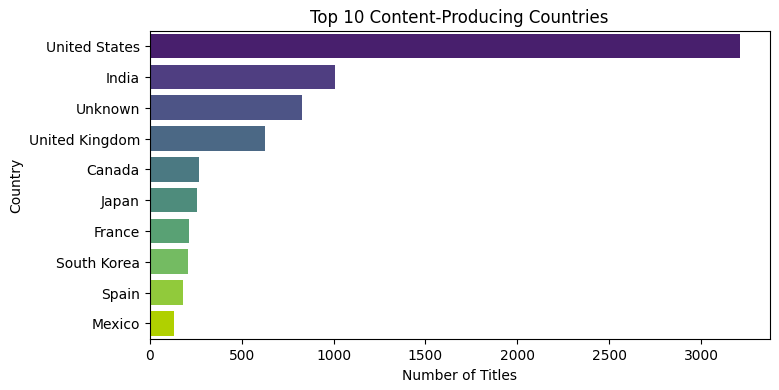 Top 10 Content-Producing Countries
Country
United States
India
Unknown
United Kingdom
Canada
Japan
France
South Korea
Spain
Mexico
0 500 1000 1500 2000 2500 3000
Number of Titles